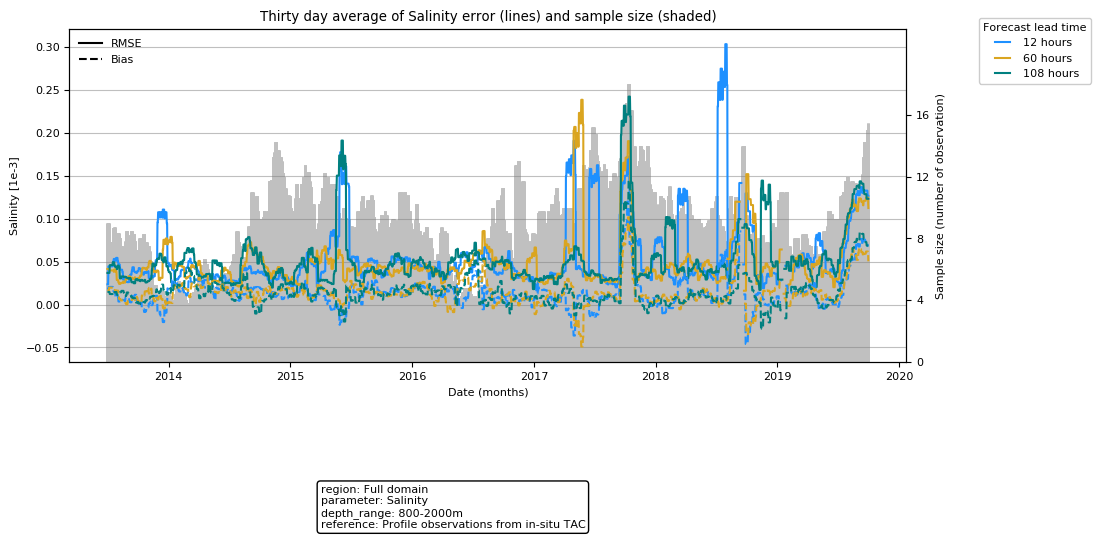 Thirty day average of Salinity error (lines) and sample size (shaded)
Forecast lead time
12 hours
60 hours
108 hours
RMSE
Bias
0.30
0.25
0.20
0.15
0.10
0.05
0.00
−0.05
Salinity [1e-3]
16
12
8
4
0
Sample size (number of observation)
2014
2015
2016
2017
2018
2019
2020
Date (months)
region: Full domain
parameter: Salinity
depth_range: 800-2000m
reference: Profile observations from in-situ TAC